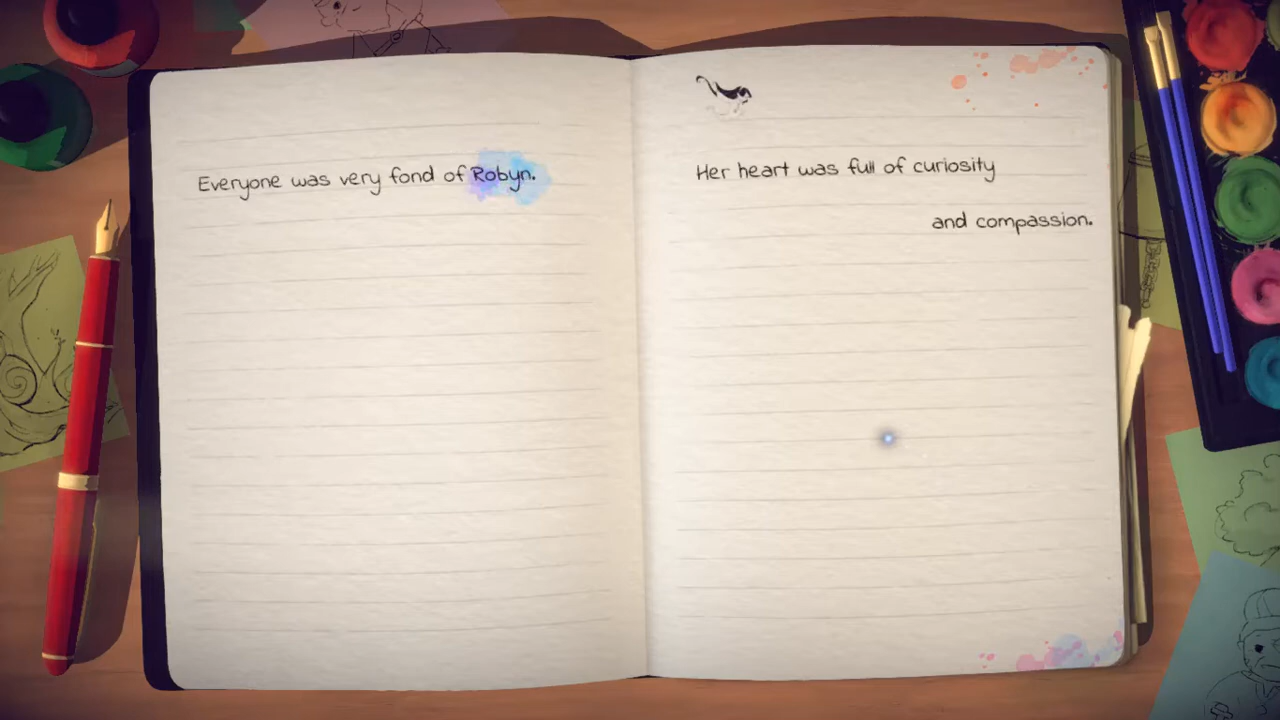 Everyone was very fond of Robyn.
Her heart was full of curiosity
and compassion.